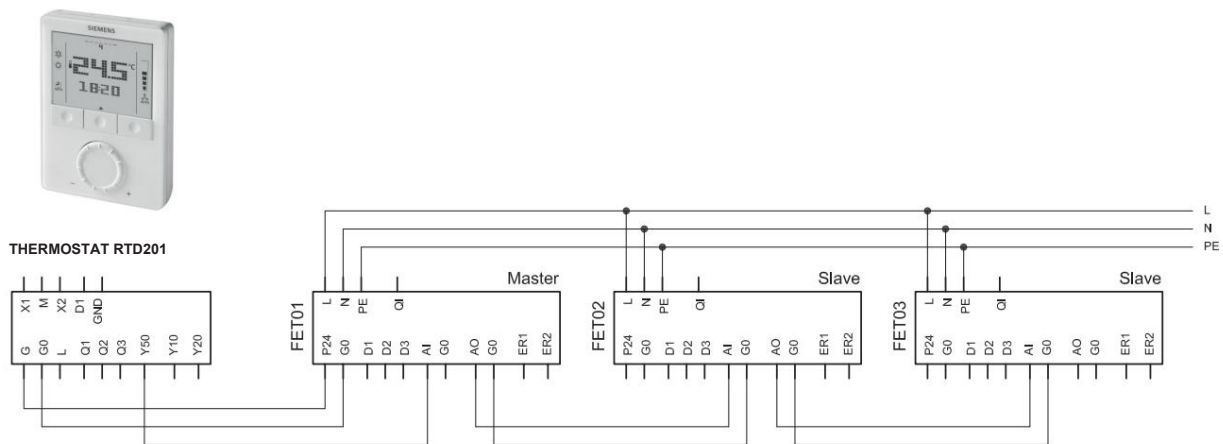 SIEMENS
24.5 °C
18:20
- +
THERMOSTAT RTD201
L
N
PE
X1 M X2 D1 GND
G G0 L Q1 Q2 Q3 Y50 Y10 Y20
FET01
Master
L N PE QI
P24 G0 D1 D2 D3 AI G0 AO G0 ER1 ER2
FET02
Slave
L N PE QI
P24 G0 D1 D2 D3 AI G0 AO G0 ER1 ER2
FET03
Slave
L N PE QI
P24 G0 D1 D2 D3 AI G0 AO G0 ER1 ER2